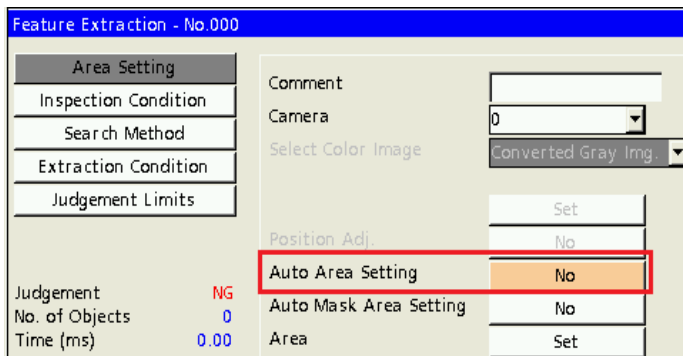 Feature Extraction - No.000
Area Setting
Inspection Condition
Search Method
Extraction Condition
Judgement Limits
Judgement NG
No. of Objects 0
Time (ms) 0.00
Comment
Camera 0
Select Color Image Converted Gray Img.
Set
Position Adj. No
Auto Area Setting No
Auto Mask Area Setting No
Area Set